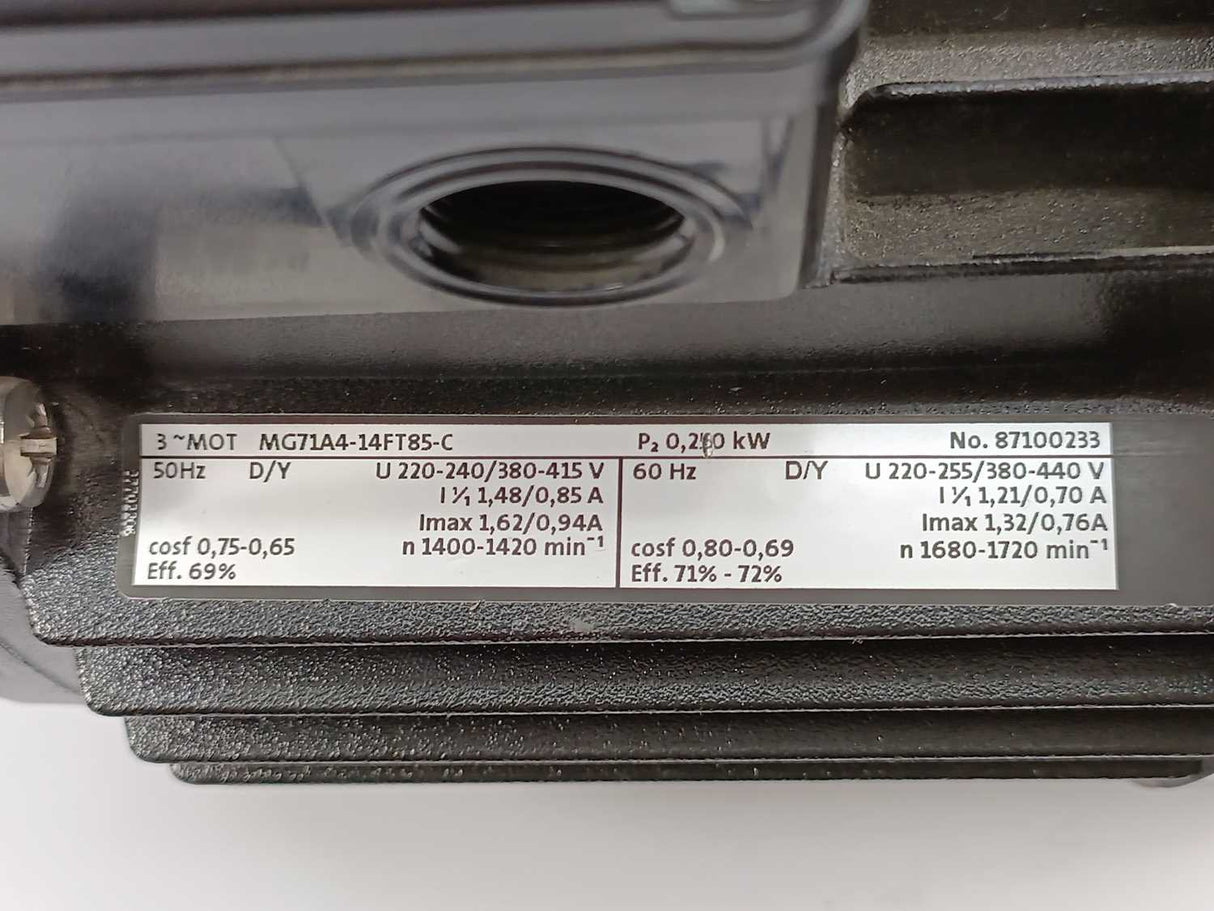 3 ~MOT MG71A4-14FT85-C P₂ kW No. 87100233
50Hz D/Y U 220-240/380-415 V
I 1/1 1,48/0,85 A
Imax 1,62/0,94A
cosf 0,75-0,65 n 1400-1420 min⁻¹
Eff. 69%
60 Hz D/Y U 220-255/380-440 V
I 1/1 1,21/0,70 A
Imax 1,32/0,76A
cosf 0,80-0,69 n 1680-1720 min⁻¹
Eff. 71% - 72%